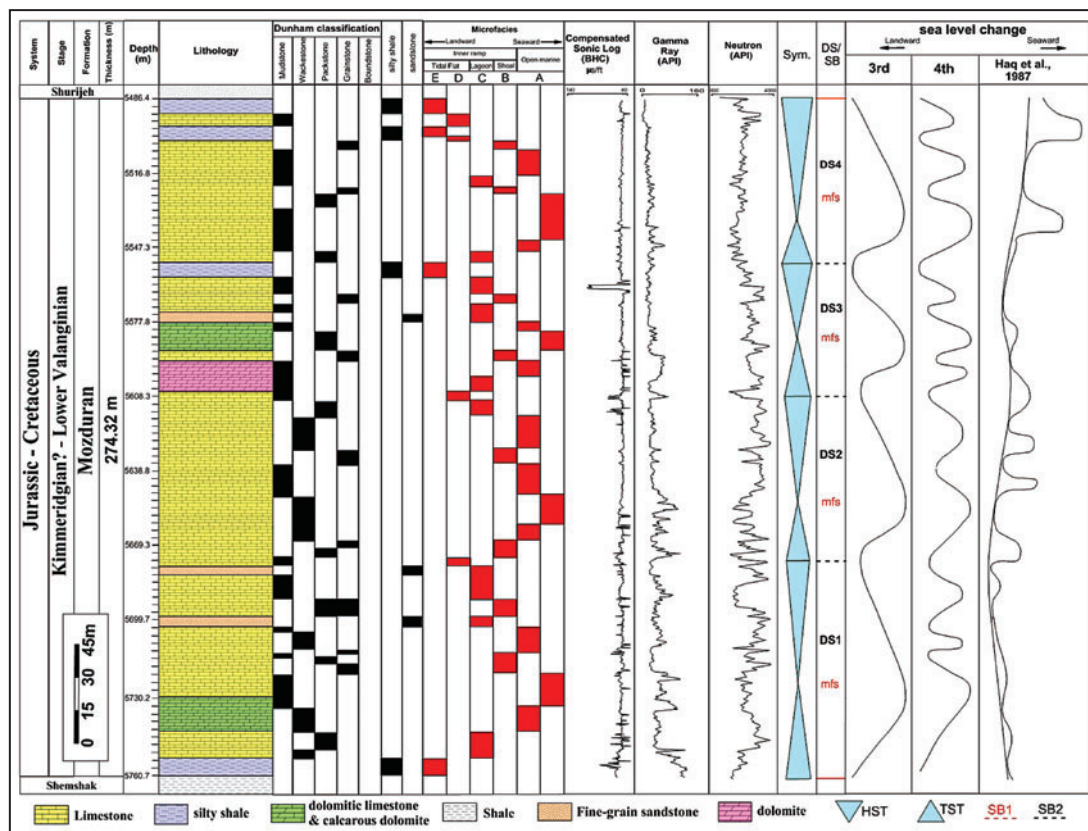 System
Stage
Formation
Thickness (m)
Depth
(m)
Lithology
Dunham classification
Mudstone
Wackestone
Packstone
Grainstone
Boundstone
silty shale
sandstone
Microfacies
Landward
Seaward
Inner ramp
Open marine
Tidal Flat
Lagoon
Shoal
E
D
C
B
A
Compensated
Sonic Log
(BHC)
µs/ft
Gamma
Ray
(API)
Neutron
(API)
Sym.
DS/
SB
sea level change
Landward
Seaward
3rd
4th
Haq et al.,
1987
Shurijeh
0
160
5486.4
5516.8
5547.3
5577.8
5608.3
5638.8
5669.3
5699.7
5730.2
5760.7
Jurassic - Cretaceous
Kimmeridgian? - Lower Valanginian
Mozduran
274.32 m
0 15 30 45m
DS4
mfs
DS3
mfs
DS2
mfs
DS1
mfs
Shemshak
Limestone
silty shale
dolomitic limestone
& calcarous dolomite
Shale
Fine-grain sandstone
dolomite
HST
TST
SB1
SB2